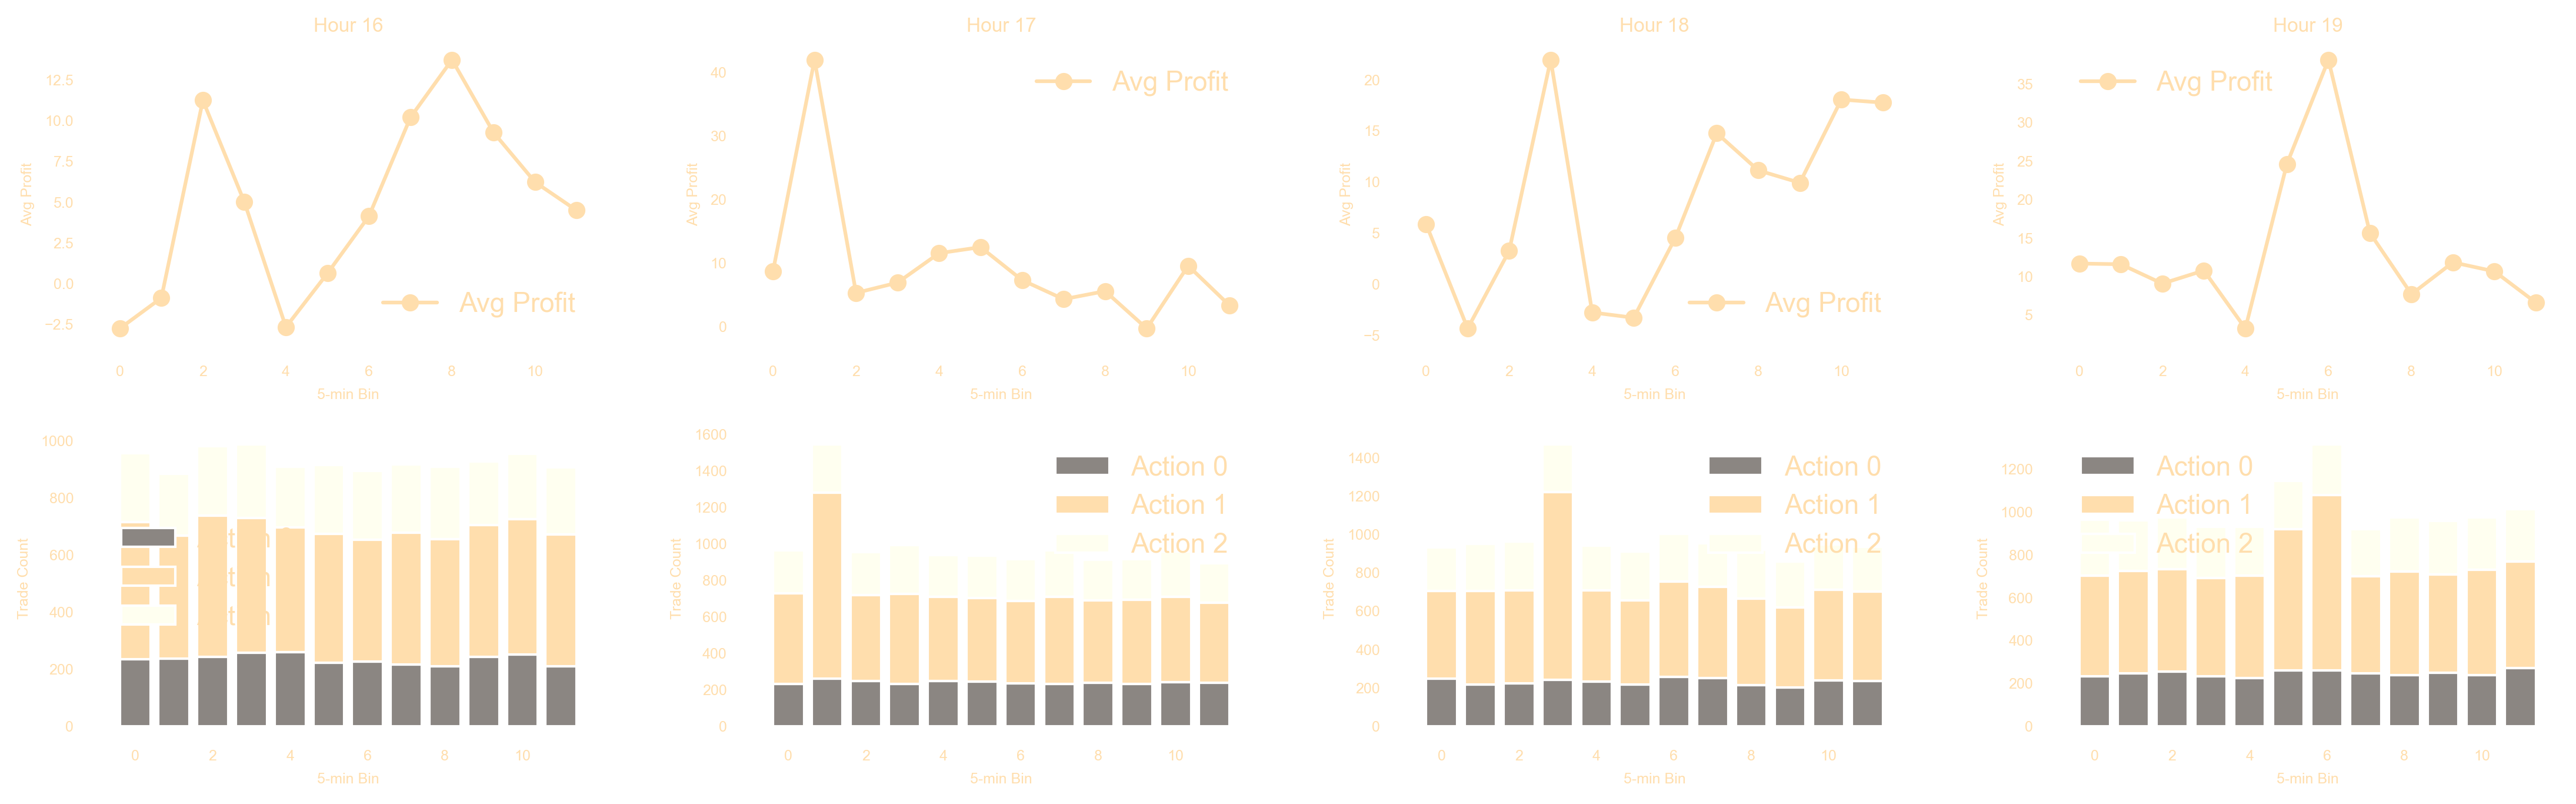 Hour 16
12.5
10.0
7.5
5.0
2.5
0.0
−2.5
Avg Profit
Avg Profit
0 2 4 6 8 10
5-min Bin
Hour 17
40
30
20
10
0
Avg Profit
Avg Profit
0 2 4 6 8 10
5-min Bin
Hour 18
20
15
10
5
0
−5
Avg Profit
Avg Profit
0 2 4 6 8 10
5-min Bin
Hour 19
35
30
25
20
15
10
5
Avg Profit
Avg Profit
0 2 4 6 8 10
5-min Bin
1000
800
600
400
200
0
Trade Count
0 2 4 6 8 10
5-min Bin
1600
1400
1200
1000
800
600
400
200
0
Trade Count
Action 0
Action 1
Action 2
0 2 4 6 8 10
5-min Bin
1400
1200
1000
800
600
400
200
0
Trade Count
Action 0
Action 1
Action 2
0 2 4 6 8 10
5-min Bin
1200
1000
800
600
400
200
0
Trade Count
Action 0
Action 1
Action 2
0 2 4 6 8 10
5-min Bin